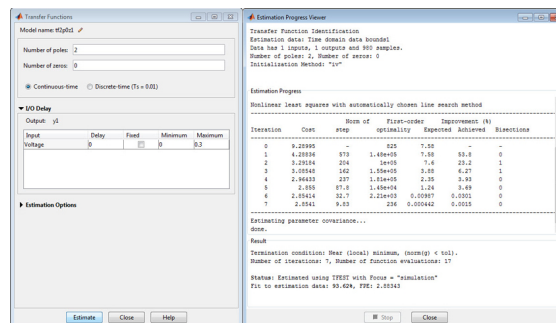 Transfer Functions
Model name: tf2p0z1
Number of poles: 2
Number of zeros: 0
Continuous-time Discrete-time (Ts = 0.01)
I/O Delay
Output: y1
Input Delay Fixed Minimum Maximum
Voltage 0 0 0.3
Estimation Options
Estimate Close Help
Estimation Progress Viewer
Transfer Function Identification
Estimation data: Time domain data bounds1
Data has 1 inputs, 1 outputs and 980 samples.
Number of poles: 2, Number of zeros: 0
Initialization Method: "iv"
Estimation Progress
Nonlinear least squares with automatically chosen line search method
Norm of First-order Improvement (%)
Iteration Cost step optimality Expected Achieved Bisections
0 9.28995 - 825 7.58 - -
1 4.28836 573 1.48e+05 7.58 53.8 0
2 3.29184 204 1e+05 7.6 23.2 1
3 3.08548 162 1.55e+05 3.88 6.27 1
4 2.96433 237 1.81e+05 2.35 3.93 0
5 2.855 87.8 1.45e+04 1.24 3.69 0
6 2.85414 32.7 2.21e+03 0.00987 0.0301 0
7 2.8541 9.83 236 0.000442 0.0015 0
Estimating parameter covariance...
done.
Result
Termination condition: Near (local) minimum, (norm(g) < tol).
Number of iterations: 7, Number of function evaluations: 17
Status: Estimated using TFEST with Focus = "simulation"
Fit to estimation data: 93.62%, FPE: 2.88343
Stop Close